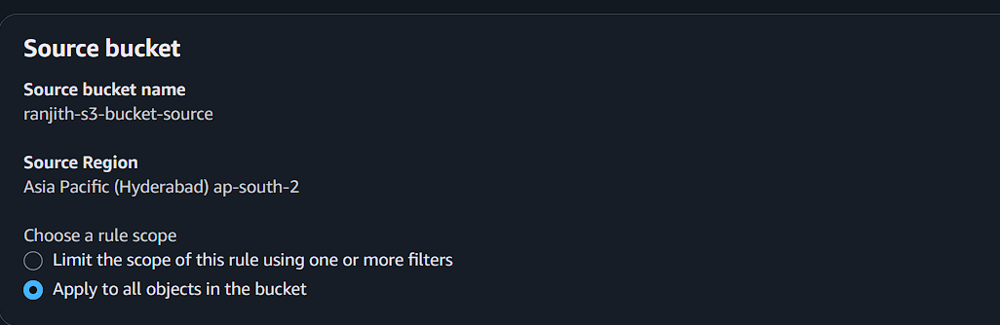 Source bucket
Source bucket name
ranjith-s3-bucket-source
Source Region
Asia Pacific (Hyderabad) ap-south-2
Choose a rule scope
Limit the scope of this rule using one or more filters
Apply to all objects in the bucket